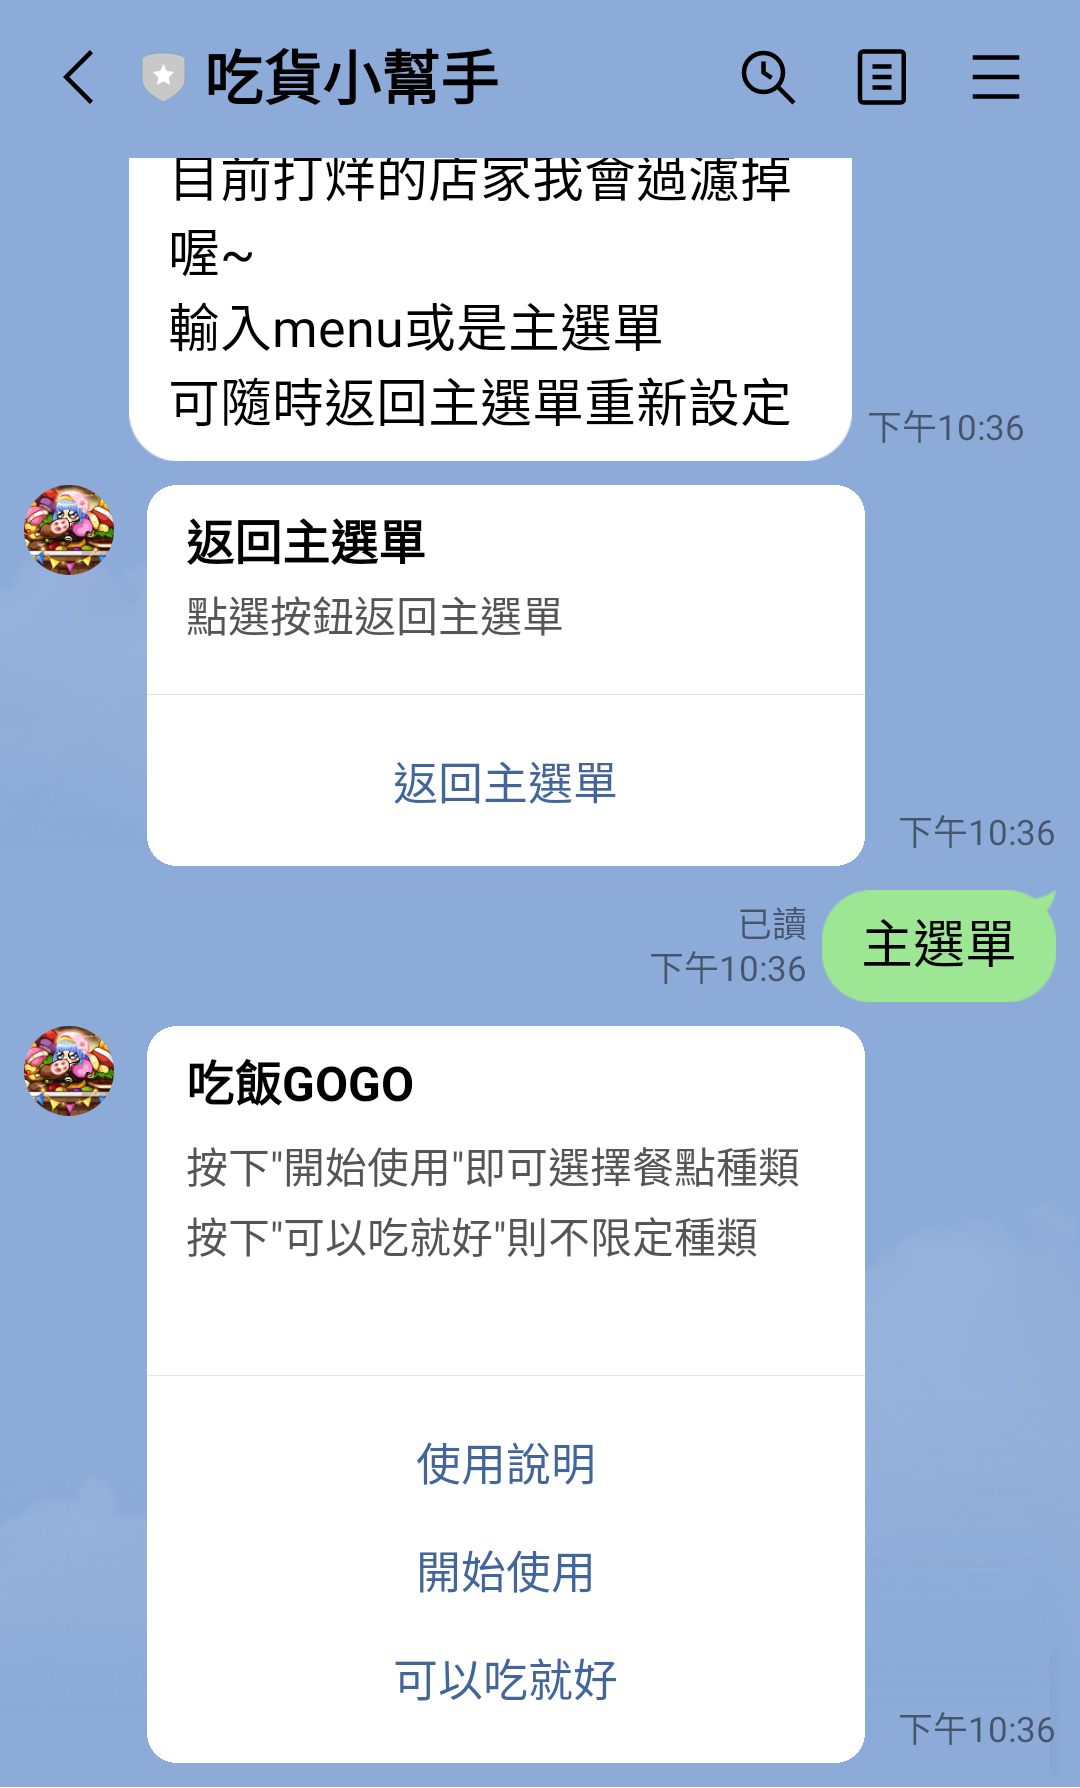 吃貨小幫手
目前打烊的店家我會過濾掉
喔~
輸入menu或是主選單
可隨時返回主選單重新設定
下午10:36
返回主選單
點選按鈕返回主選單
返回主選單
下午10:36
已讀
下午10:36
主選單
吃飯GOGO
按下"開始使用"即可選擇餐點種類
按下"可以吃就好"則不限定種類
使用說明
開始使用
可以吃就好
下午10:36